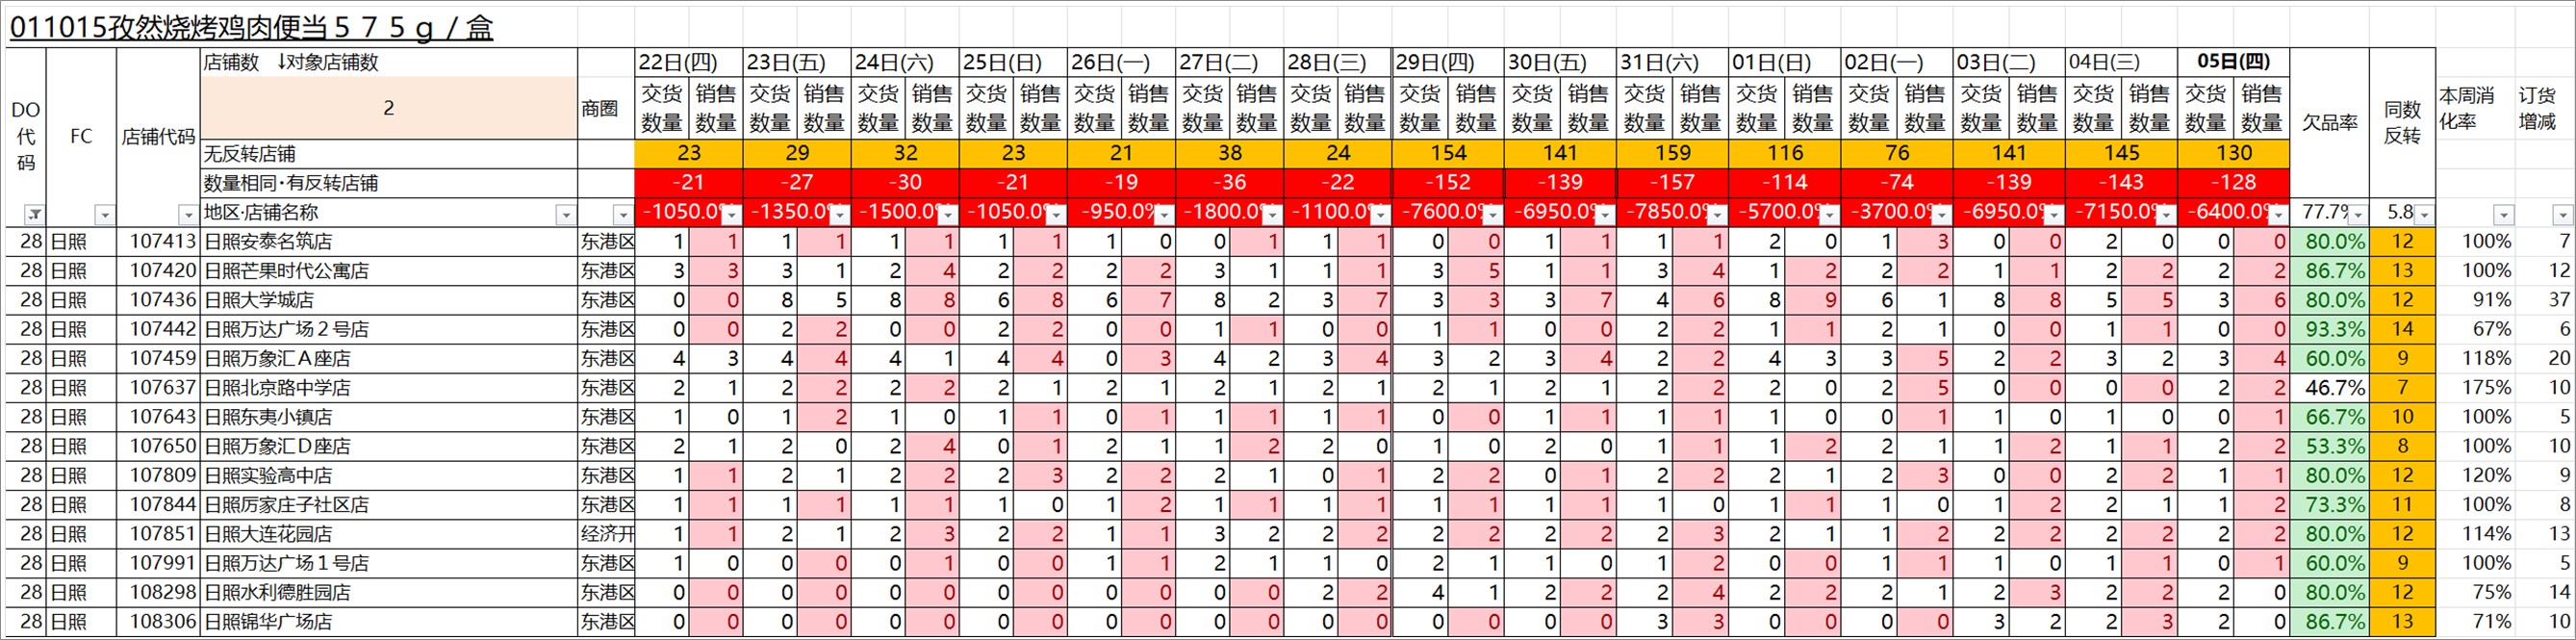 011015孜然烧烤鸡肉便当５７５ｇ／盒
DO代码 FC 店铺代码 店铺数 ↓对象店铺数 商圈 22日(四) 23日(五) 24日(六) 25日(日) 26日(一) 27日(二) 28日(三) 29日(四) 30日(五) 31日(六) 01日(日) 02日(一) 03日(二) 04日(三) 05日(四) 欠品率 同数反转 本周消化率 订货增减
2 交货数量 销售数量 交货数量 销售数量 交货数量 销售数量 交货数量 销售数量 交货数量 销售数量 交货数量 销售数量 交货数量 销售数量 交货数量 销售数量 交货数量 销售数量 交货数量 销售数量 交货数量 销售数量 交货数量 销售数量 交货数量 销售数量 交货数量 销售数量 交货数量 销售数量
无反转店铺 23 29 32 23 21 38 24 154 141 159 116 76 141 145 130
数量相同·有反转店铺 -21 -27 -30 -21 -19 -36 -22 -152 -139 -157 -114 -74 -139 -143 -128
地区·店铺名称 -1050.0% -1350.0% -1500.0% -1050.0% -950.0% -1800.0% -1100.0% -7600.0% -6950.0% -7850.0% -5700.0% -3700.0% -6950.0% -7150.0% -6400.0% 77.7% 5.8
28 日照 107413 日照安泰名筑店 东港区 1 1 1 1 1 1 1 1 1 0 0 1 1 1 0 0 1 1 1 1 2 0 1 3 0 0 2 0 0 0 80.0% 12 100% 7
28 日照 107420 日照芒果时代公寓店 东港区 3 3 3 1 2 4 2 2 2 2 3 1 1 1 3 5 1 1 3 4 1 2 2 2 1 1 2 2 2 2 86.7% 13 100% 12
28 日照 107436 日照大学城店 东港区 0 0 8 5 8 8 6 8 6 7 8 2 3 7 3 3 3 7 4 6 8 9 6 1 8 8 5 5 3 6 80.0% 12 91% 37
28 日照 107442 日照万达广场２号店 东港区 0 0 2 2 0 0 2 2 0 0 1 1 0 0 1 1 0 0 2 2 1 1 2 1 0 0 1 1 0 0 93.3% 14 67% 6
28 日照 107459 日照万象汇Ａ座店 东港区 4 3 4 4 4 1 4 4 0 3 4 2 3 4 3 2 3 4 2 2 4 3 3 5 2 2 3 2 3 4 60.0% 9 118% 20
28 日照 107637 日照北京路中学店 东港区 2 1 2 2 2 2 2 1 2 1 2 1 2 1 2 1 2 1 2 2 2 0 2 5 0 0 0 0 2 2 46.7% 7 175% 10
28 日照 107643 日照东夷小镇店 东港区 1 0 1 2 1 0 1 1 0 1 1 1 1 1 0 0 1 1 1 1 1 0 0 1 1 0 1 0 0 1 66.7% 10 100% 5
28 日照 107650 日照万象汇Ｄ座店 东港区 2 1 2 0 2 4 0 1 2 1 1 2 2 0 1 0 2 0 1 1 1 2 2 1 1 2 1 1 2 2 53.3% 8 100% 10
28 日照 107809 日照实验高中店 东港区 1 1 2 1 2 2 2 3 2 2 2 1 0 1 2 2 0 1 2 2 2 1 2 3 0 0 2 2 1 1 80.0% 12 120% 9
28 日照 107844 日照厉家庄子社区店 东港区 1 1 1 1 1 1 1 0 1 2 1 1 1 1 1 1 1 1 1 0 1 1 1 0 1 2 2 1 1 2 73.3% 11 100% 8
28 日照 107851 日照大连花园店 经济开 1 1 2 1 2 3 2 2 1 1 3 2 2 2 2 2 2 2 2 3 2 1 1 2 2 2 2 2 2 2 80.0% 12 114% 13
28 日照 107991 日照万达广场１号店 东港区 1 0 0 0 0 1 0 0 1 1 2 1 1 0 2 1 1 0 1 2 0 0 1 1 1 0 1 1 0 1 60.0% 9 100% 5
28 日照 108298 日照水利德胜园店 东港区 0 0 0 0 0 0 0 0 0 0 0 0 2 2 4 1 2 2 2 4 2 2 2 1 2 3 2 2 2 0 80.0% 12 75% 14
28 日照 108306 日照锦华广场店 东港区 0 0 0 0 0 0 0 0 0 0 0 0 0 0 0 0 0 0 3 3 0 0 0 0 3 2 2 3 2 0 86.7% 13 71% 10